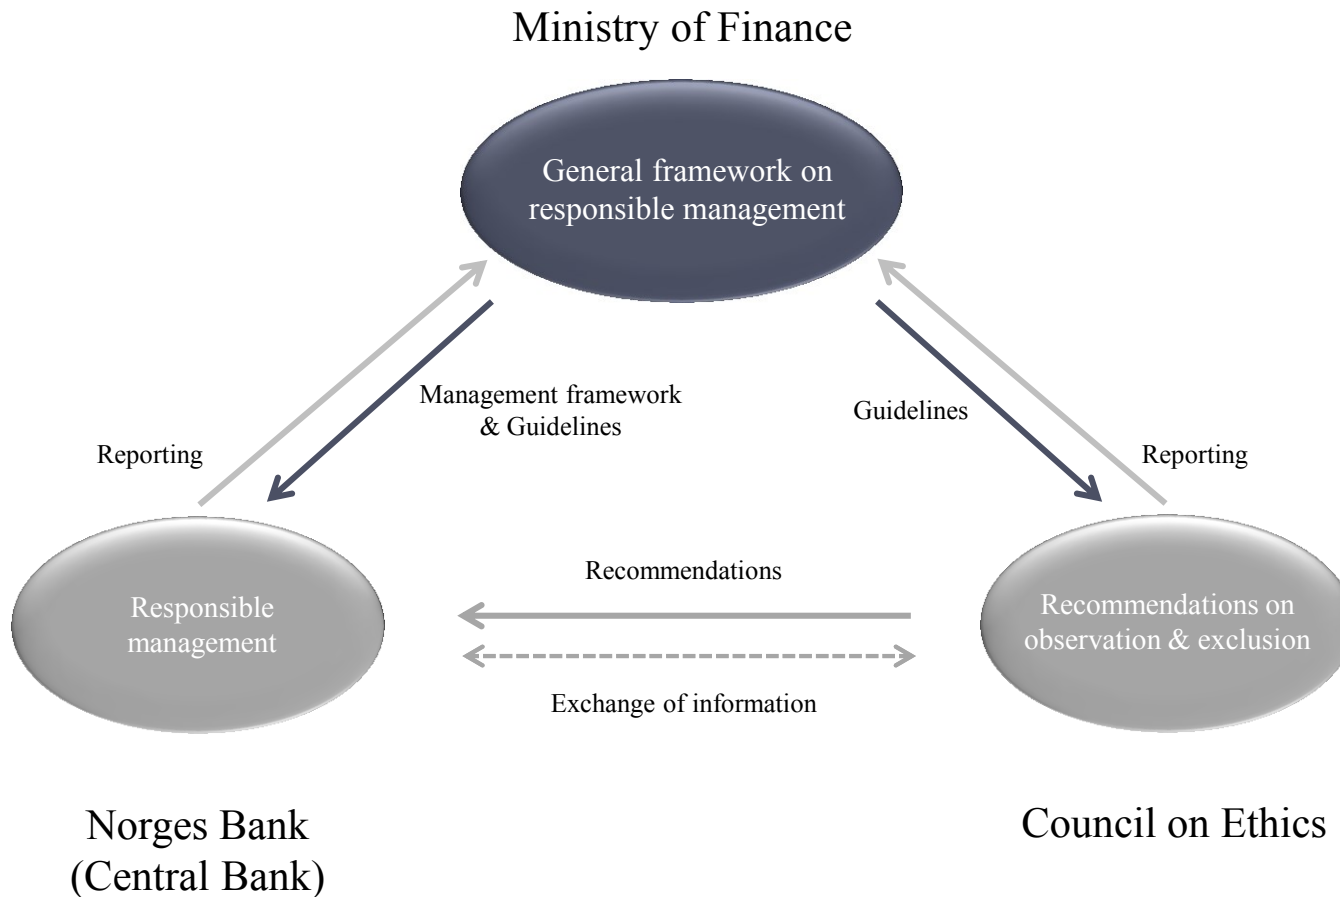 Ministry of Finance
General framework on
responsible management
Management framework
& Guidelines
Guidelines
Reporting
Reporting
Recommendations
Responsible
management
Recommendations on
observation & exclusion
Exchange of information
Norges Bank
(Central Bank)
Council on Ethics